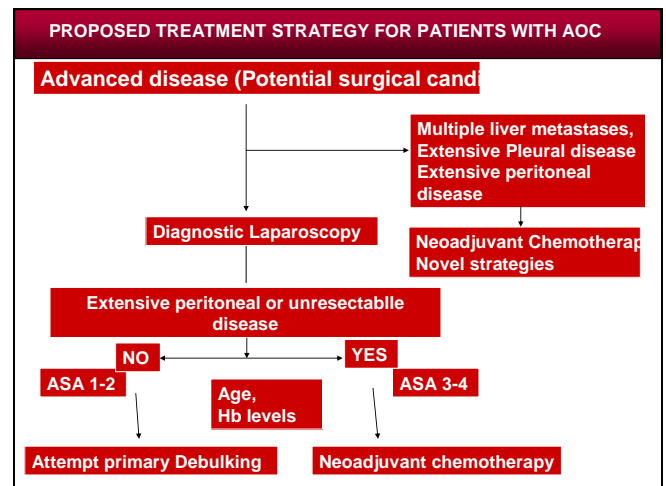 PROPOSED TREATMENT STRATEGY FOR PATIENTS WITH AOC
Advanced disease (Potential surgical candi
Multiple liver metastases,
Extensive Pleural disease
Extensive peritoneal
disease
Diagnostic Laparoscopy
Neoadjuvant Chemotherap
Novel strategies
Extensive peritoneal or unresectablle
disease
NO
YES
ASA 1-2
ASA 3-4
Age,
Hb levels
Attempt primary Debulking
Neoadjuvant chemotherapy